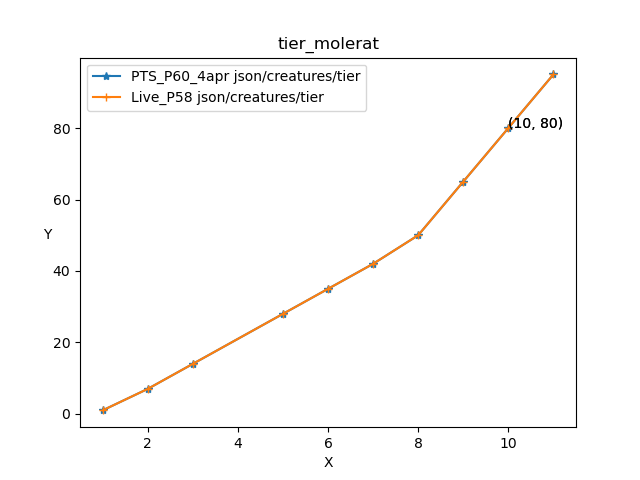 tier_molerat
PTS_P60_4apr json/creatures/tier
Live_P58 json/creatures/tier
(10, 80)
Y
80
60
40
20
0
2 4 6 8 10
X